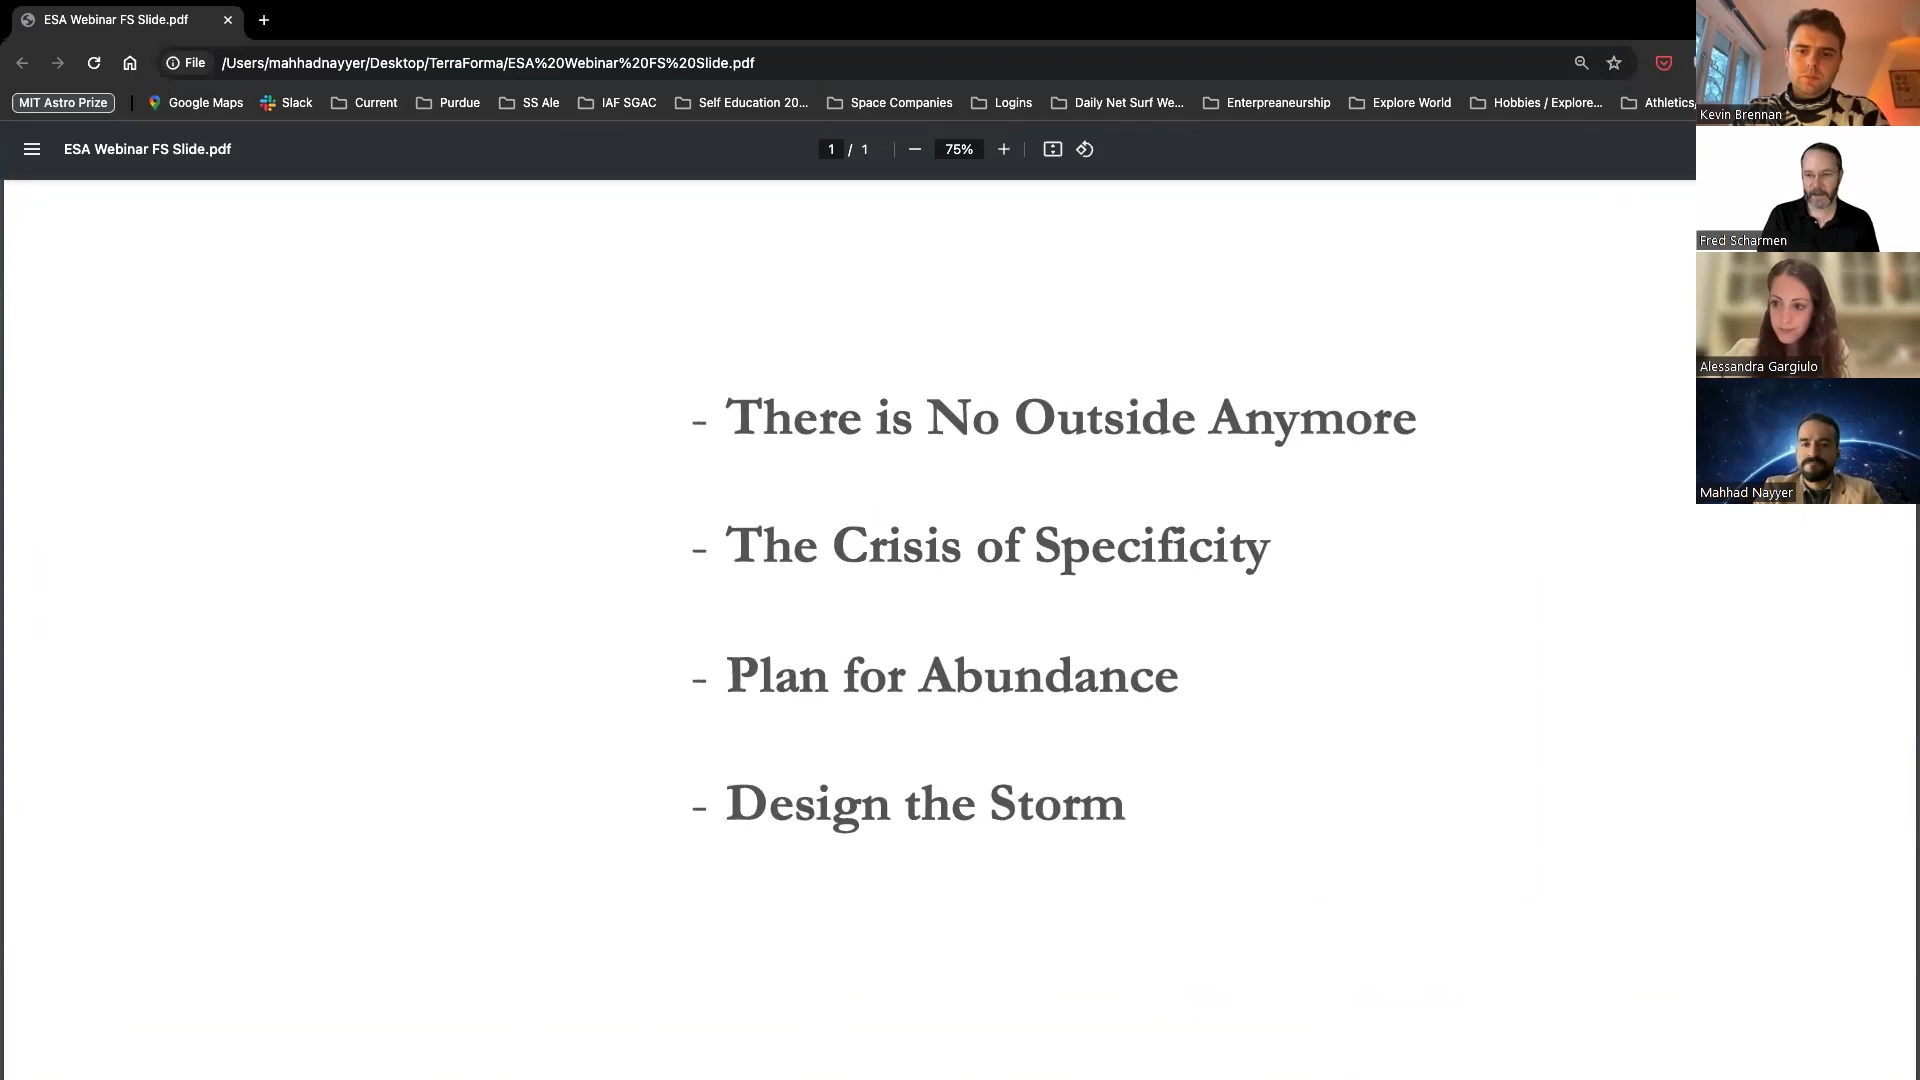 ESA Webinar FS Slide.pdf
File /Users/mahhadnayyer/Desktop/TerraForma/ESA%20Webinar%20FS%20Slide.pdf
MIT Astro Prize Google Maps Slack Current Purdue SS Ale IAF SGAC Self Education 20... Space Companies Logins Daily Net Surf We... Enterpreaneurship Explore World Hobbies / Explore... Athletics
ESA Webinar FS Slide.pdf 1 / 1 75%
Kevin Brennan
Fred Scharmen
Alessandra Gargiulo
Mahhad Nayyer
- There is No Outside Anymore
- The Crisis of Specificity
- Plan for Abundance
- Design the Storm